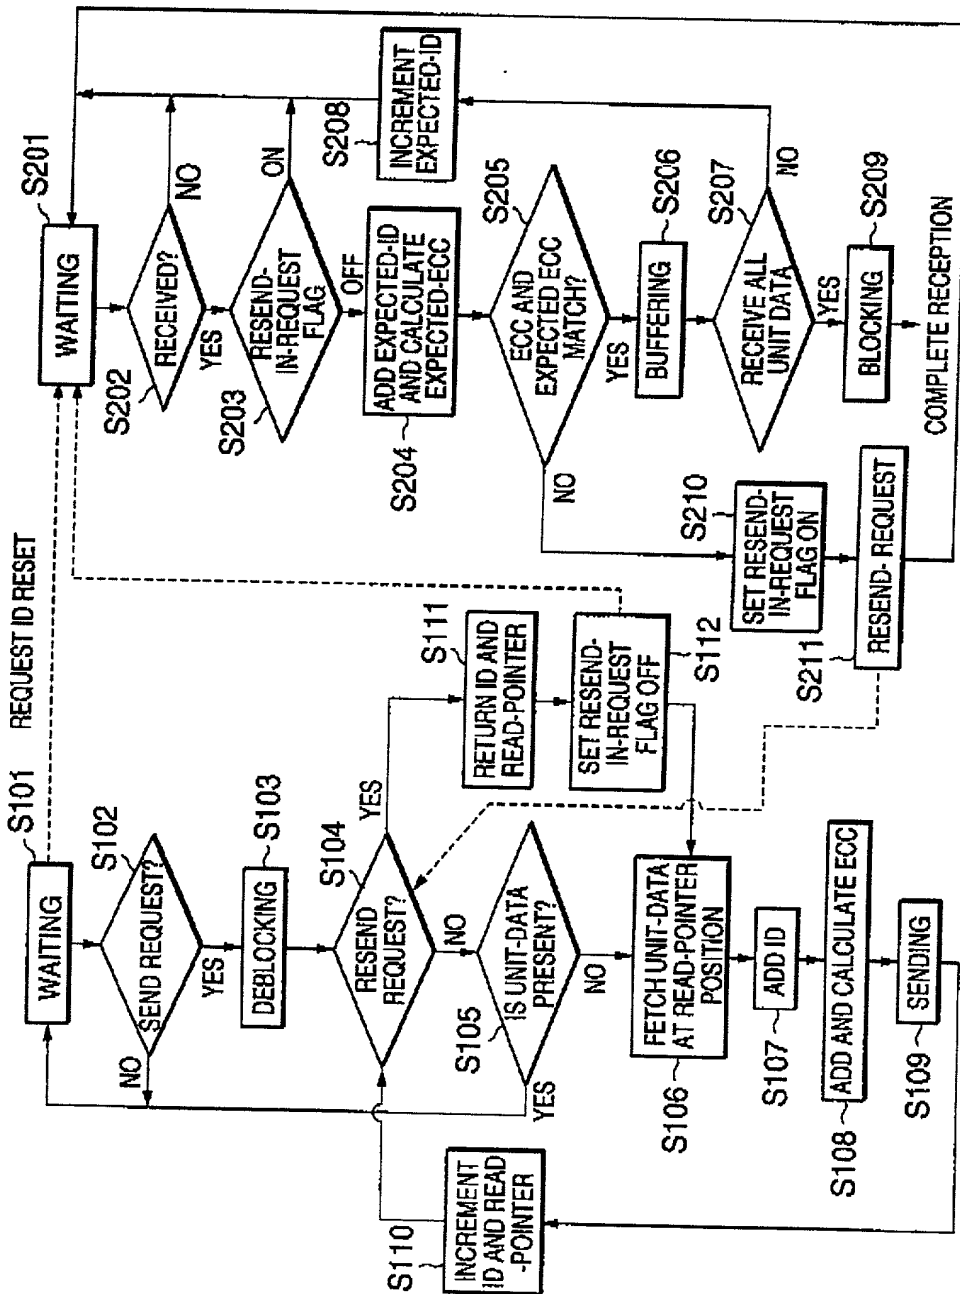 S101
WAITING
REQUEST ID RESET
S102
SEND REQUEST?
NO
YES
S103
DEBLOCKING
S104
RESEND
REQUEST?
YES
NO
S105
IS UNIT-DATA
PRESENT?
YES
NO
S106
FETCH UNIT-DATA
AT READ-POINTER
POSITION
S107
ADD ID
S108
ADD AND CALCULATE ECC
S109
SENDING
S110
INCREMENT
ID AND READ
-POINTER
S111
RETURN ID AND
READ-POINTER
S112
SET RESEND-
IN-REQUEST
FLAG OFF
S201
WAITING
S202
RECEIVED?
NO
YES
S203
RESEND-
IN-REQUEST
FLAG
ON
OFF
S204
ADD EXPECTED-ID
AND CALCULATE
EXPECTED-ECC
S205
ECC AND
EXPECTED ECC
MATCH?
NO
YES
S206
BUFFERING
S207
RECEIVE ALL
UNIT DATA
NO
YES
S208
INCREMENT
EXPECTED-ID
S209
BLOCKING
COMPLETE RECEPTION
S210
SET RESEND-
IN-REQUEST
FLAG ON
S211
RESEND- REQUEST